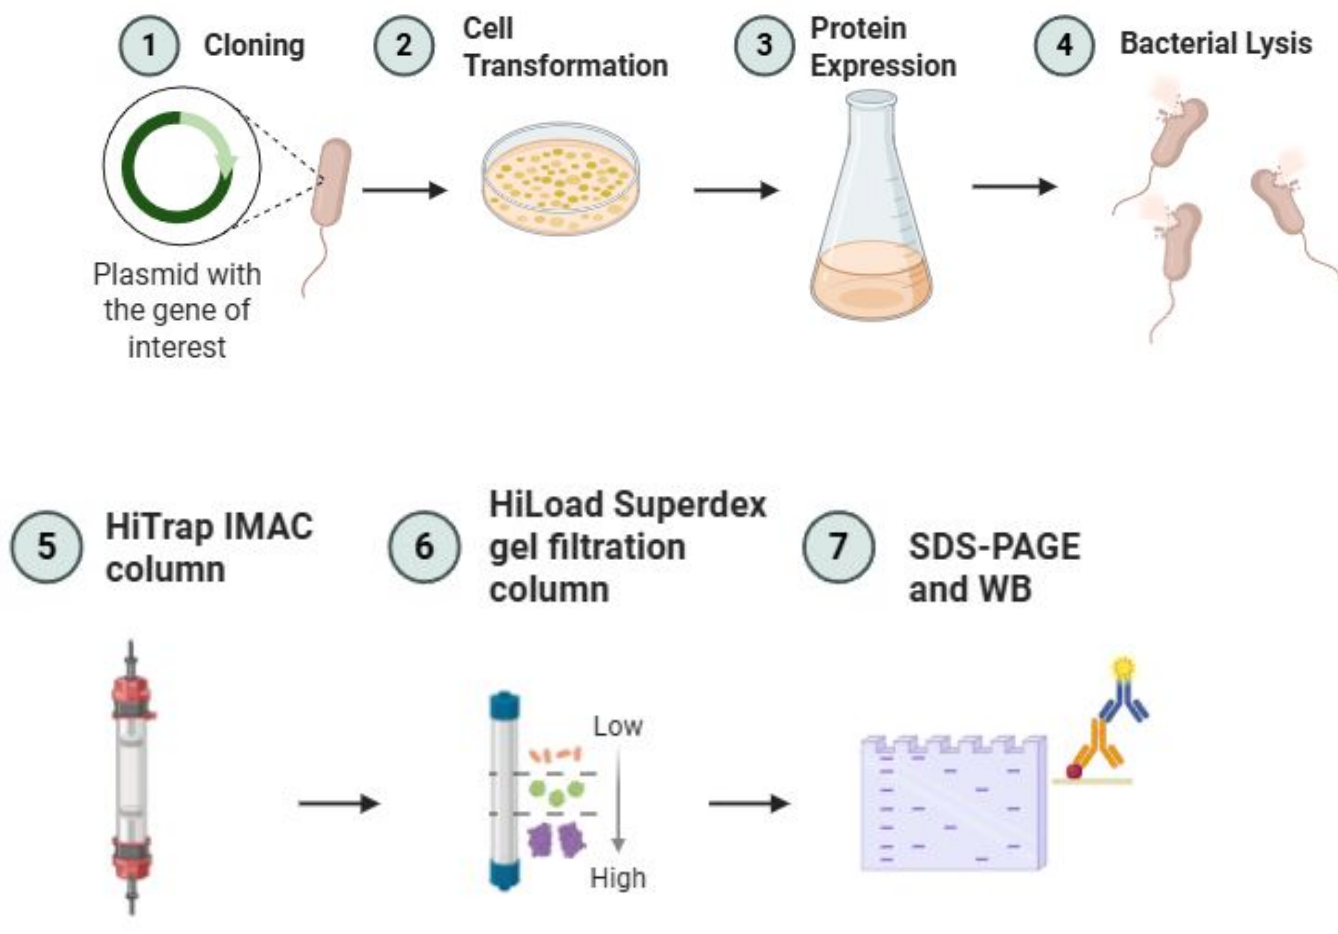 1 Cloning
2 Cell
Transformation
3 Protein
Expression
4 Bacterial Lysis
Plasmid with
the gene of
interest
5 HiTrap IMAC
column
6 HiLoad Superdex
gel filtration
column
7 SDS-PAGE
and WB
Low
High